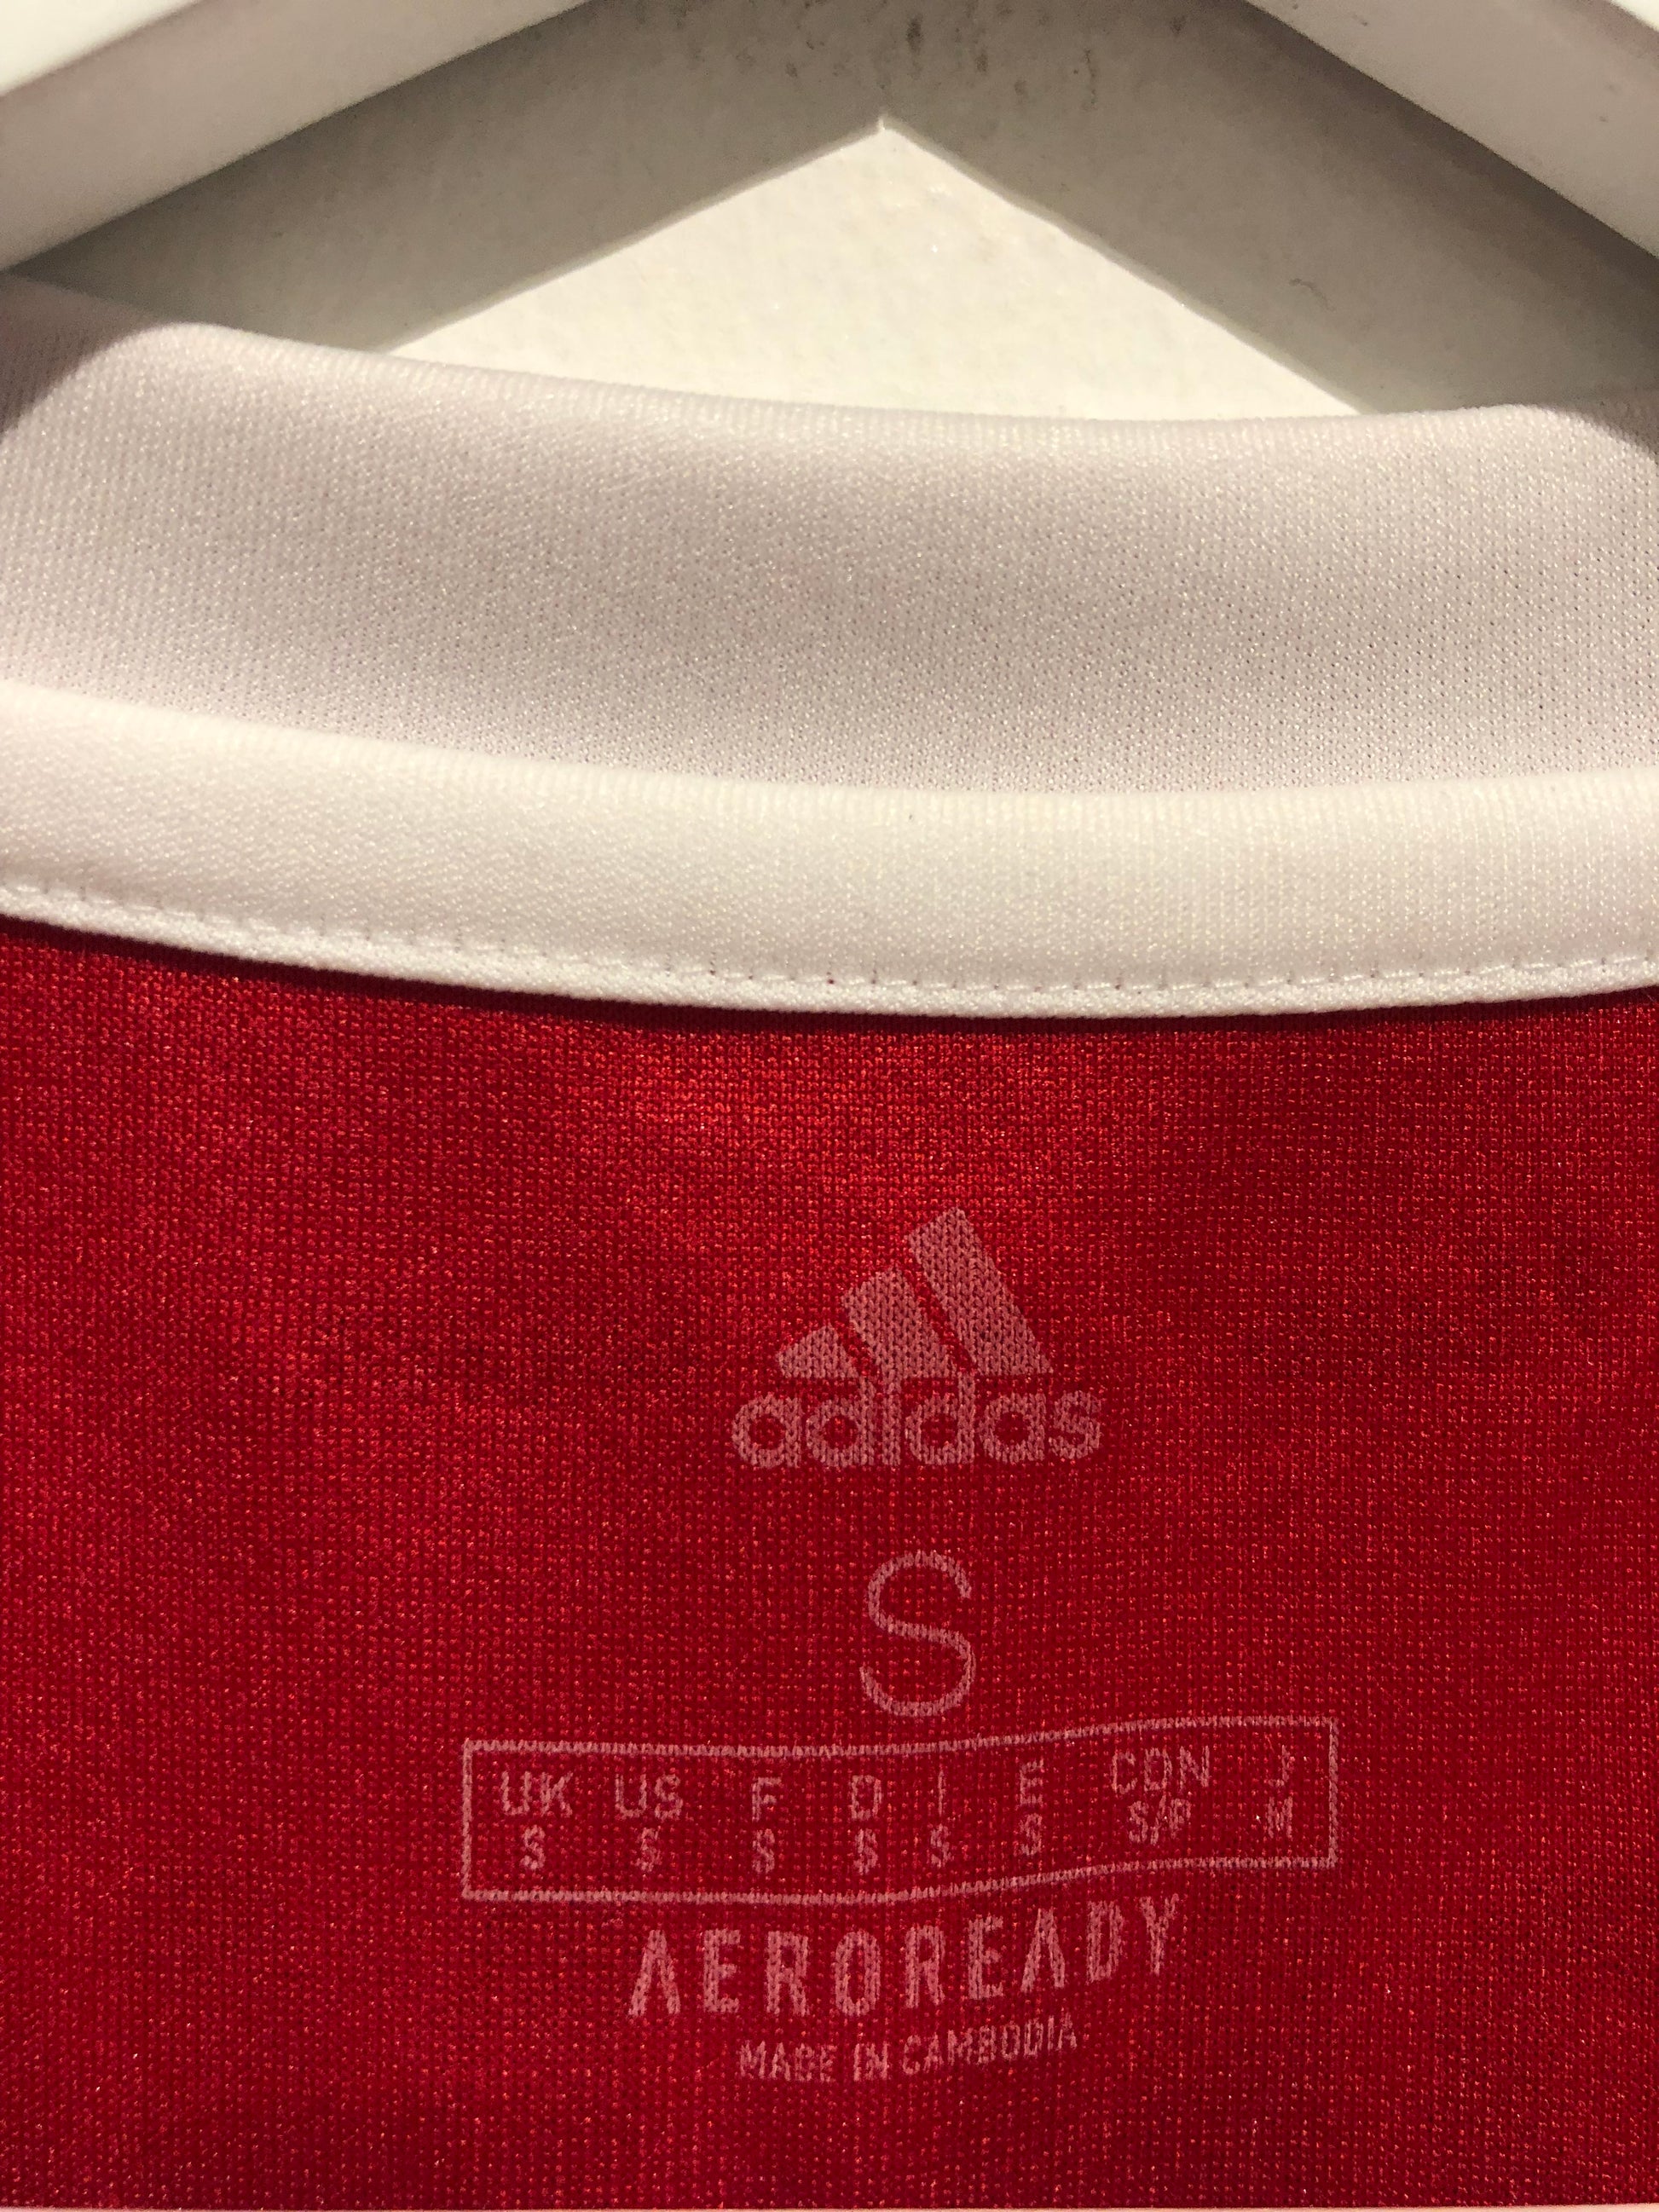 adidas
S
UK US F D I E CDN J
S S S S S S S/P M
AEROREADY
MADE IN CAMBODIA